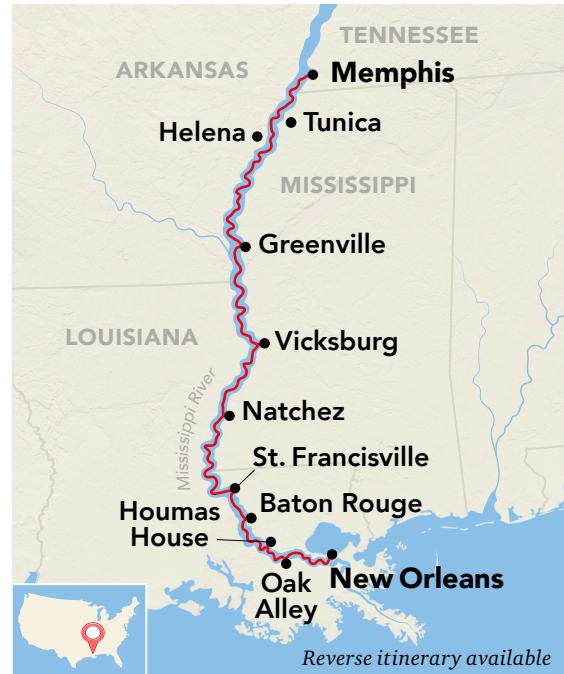 TENNESSEE
ARKANSAS
Memphis
Tunica
Helena
MISSISSIPPI
Greenville
LOUISIANA
Vicksburg
Mississippi River
Natchez
St. Francisville
Baton Rouge
Houmas
House
New Orleans
Oak
Alley
Reverse itinerary available